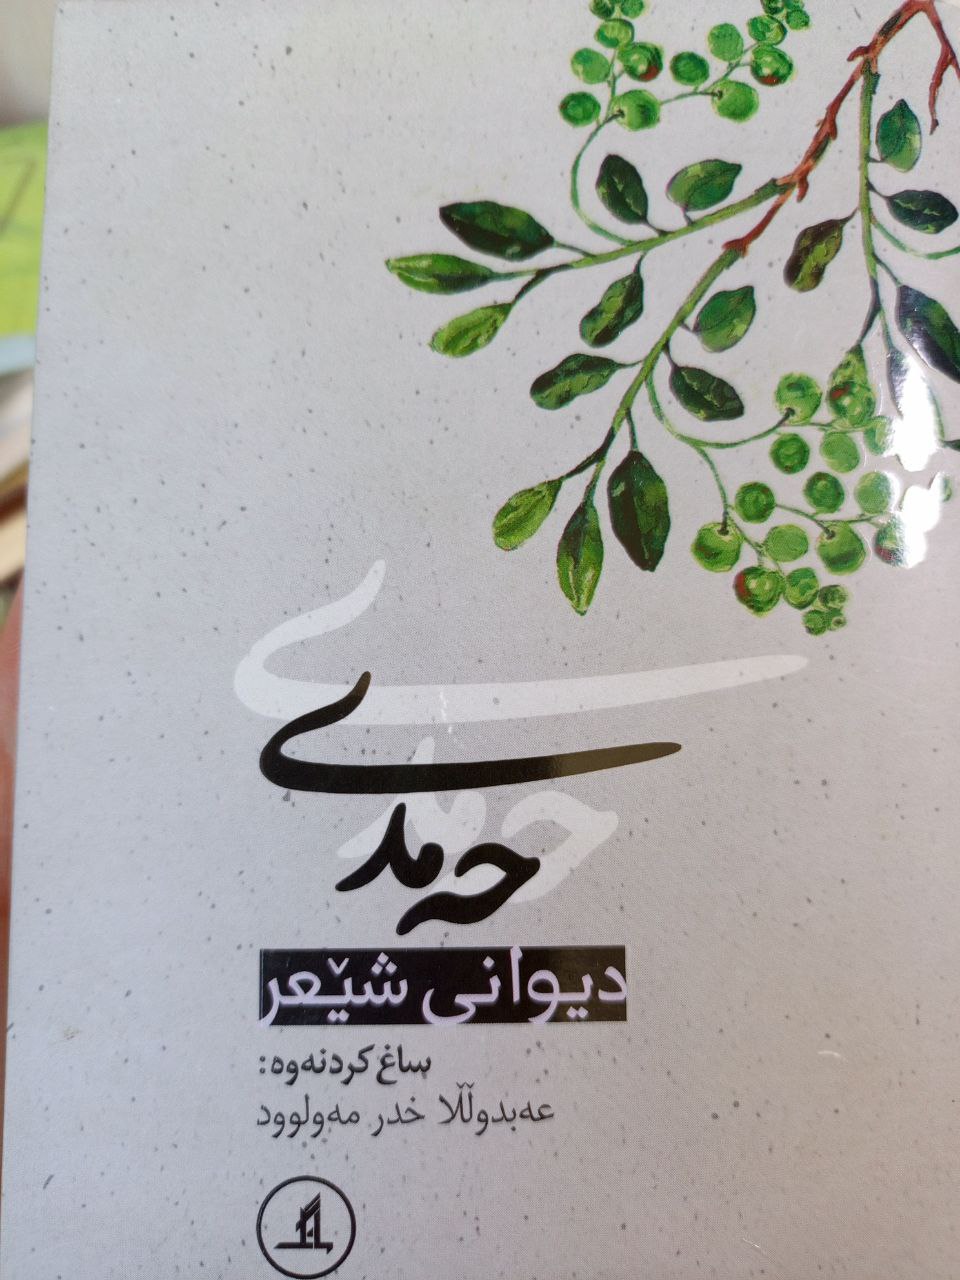 حەمدی
دیوانی شێعر
ساغ کردنەوە:
عەبدوڵڵا خدر مەولوود